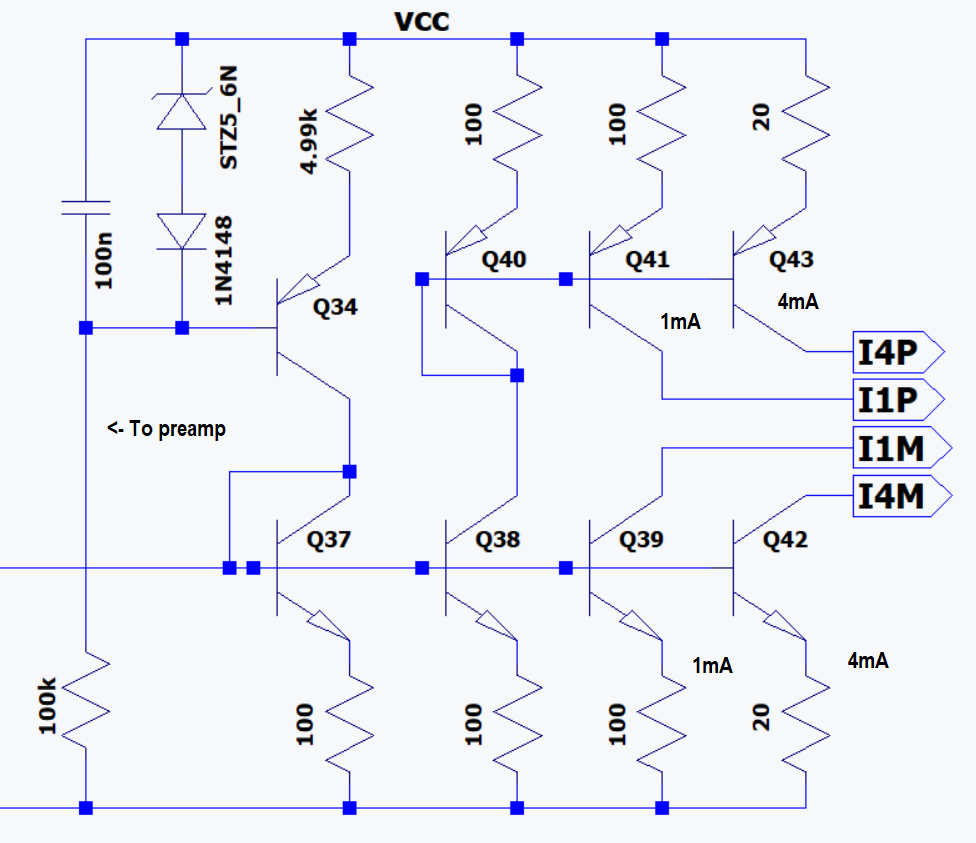 VCC
STZ5_6N
4.99k
100
100
20
100n
1N4148
Q34
Q40
Q41
Q43
1mA
4mA
I4P
I1P
I1M
I4M
<- To preamp
Q37
Q38
Q39
Q42
1mA
4mA
100k
100
100
100
20